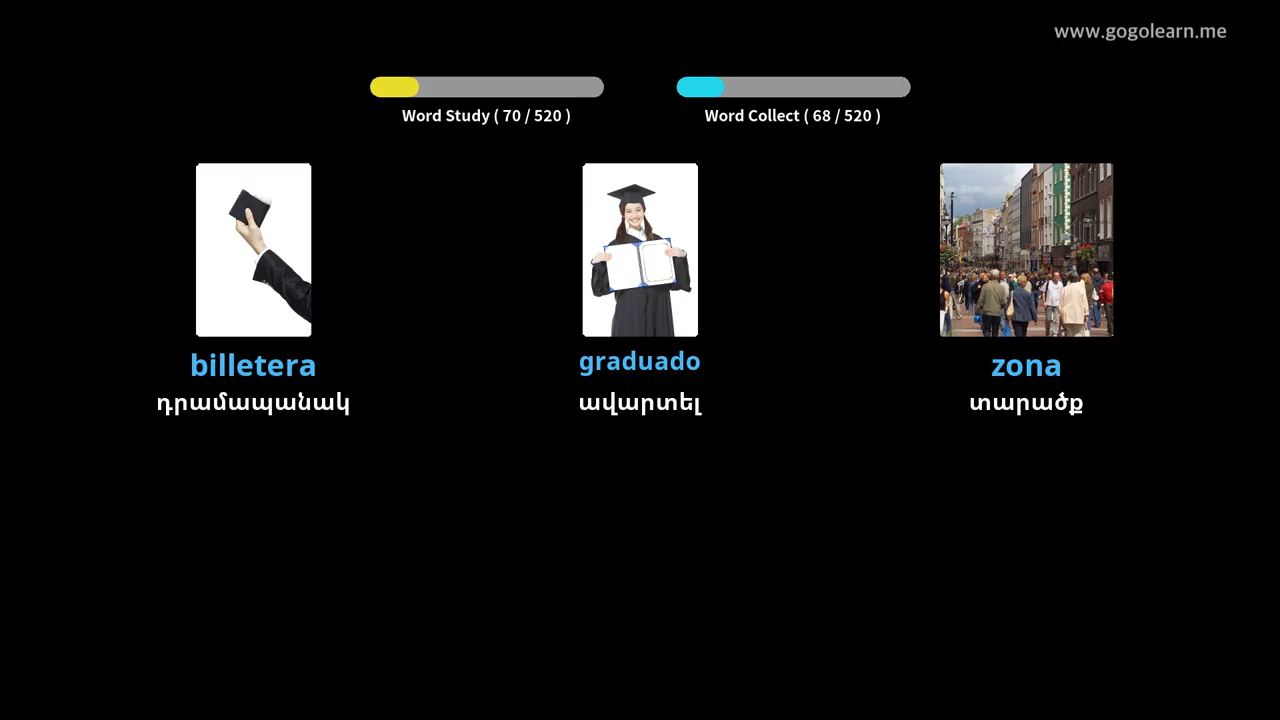 www.gogolearn.me
Word Study ( 70 / 520 )
Word Collect ( 68 / 520 )
billetera
graduado
zona
դրամապանակ
ավարտել
տարածք